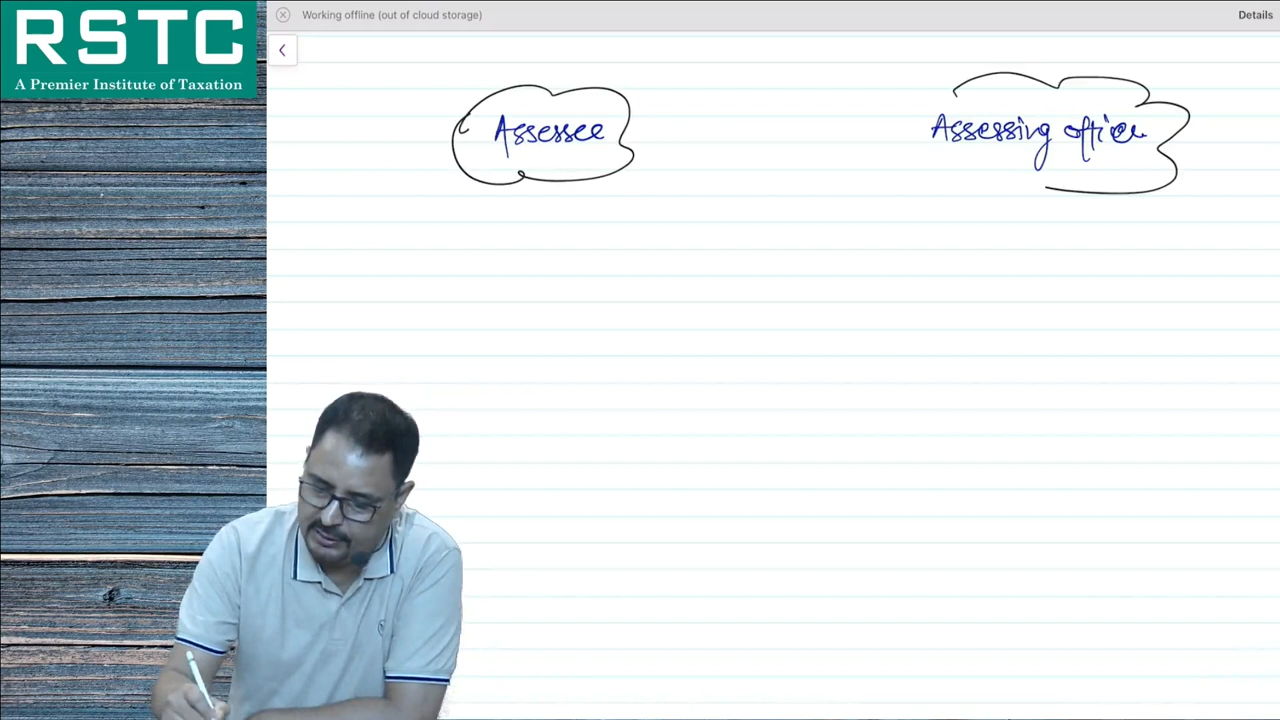 RSTC
A Premier Institute of Taxation
Working offline (out of cloud storage)
Details
Assessee
Assessing officer